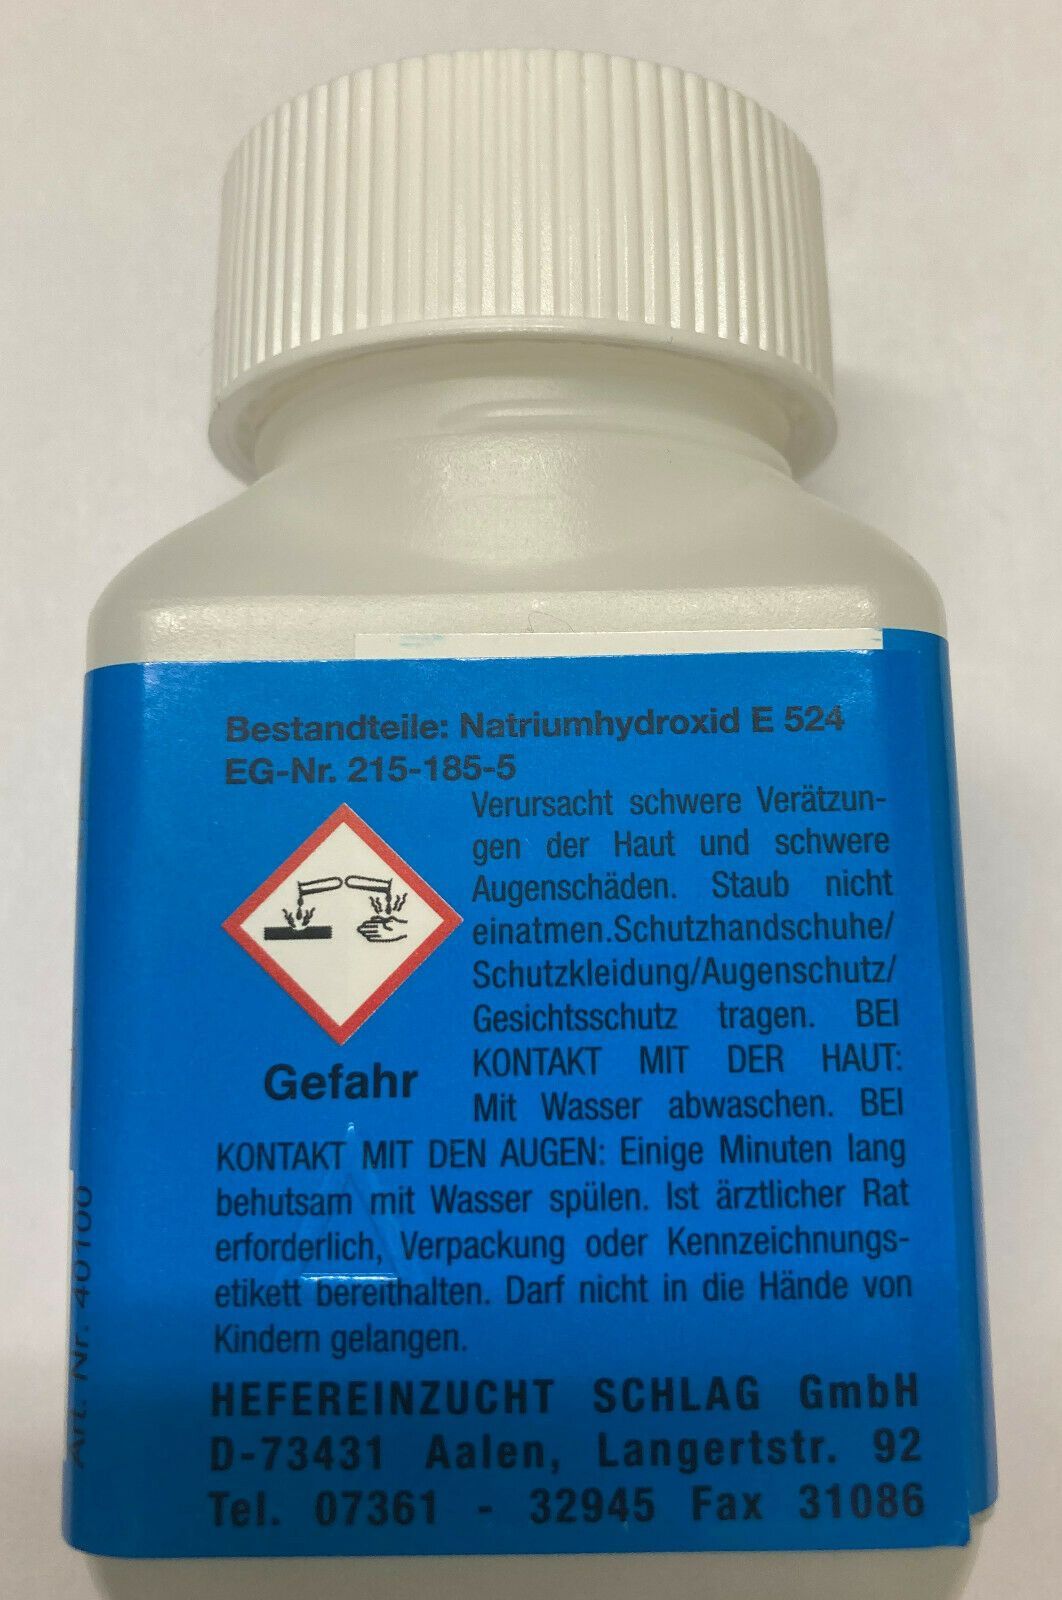 Bestandteile: Natriumhydroxid E 524
EG-Nr. 215-185-5
Verursacht schwere Verätzun-
gen der Haut und schwere
Augenschäden. Staub nicht
einatmen.Schutzhandschuhe/
Schutzkleidung/Augenschutz/
Gesichtsschutz tragen. BEI
KONTAKT MIT DER HAUT:
Mit Wasser abwaschen. BEI
Gefahr
KONTAKT MIT DEN AUGEN: Einige Minuten lang
behutsam mit Wasser spülen. Ist ärztlicher Rat
erforderlich, Verpackung oder Kennzeichnungs-
etikett bereithalten. Darf nicht in die Hände von
Kindern gelangen.
HEFEREINZUCHT SCHLAG GmbH
D-73431 Aalen, Langertstr. 92
Tel. 07361 - 32945 Fax 31086
Art. Nr. 40100